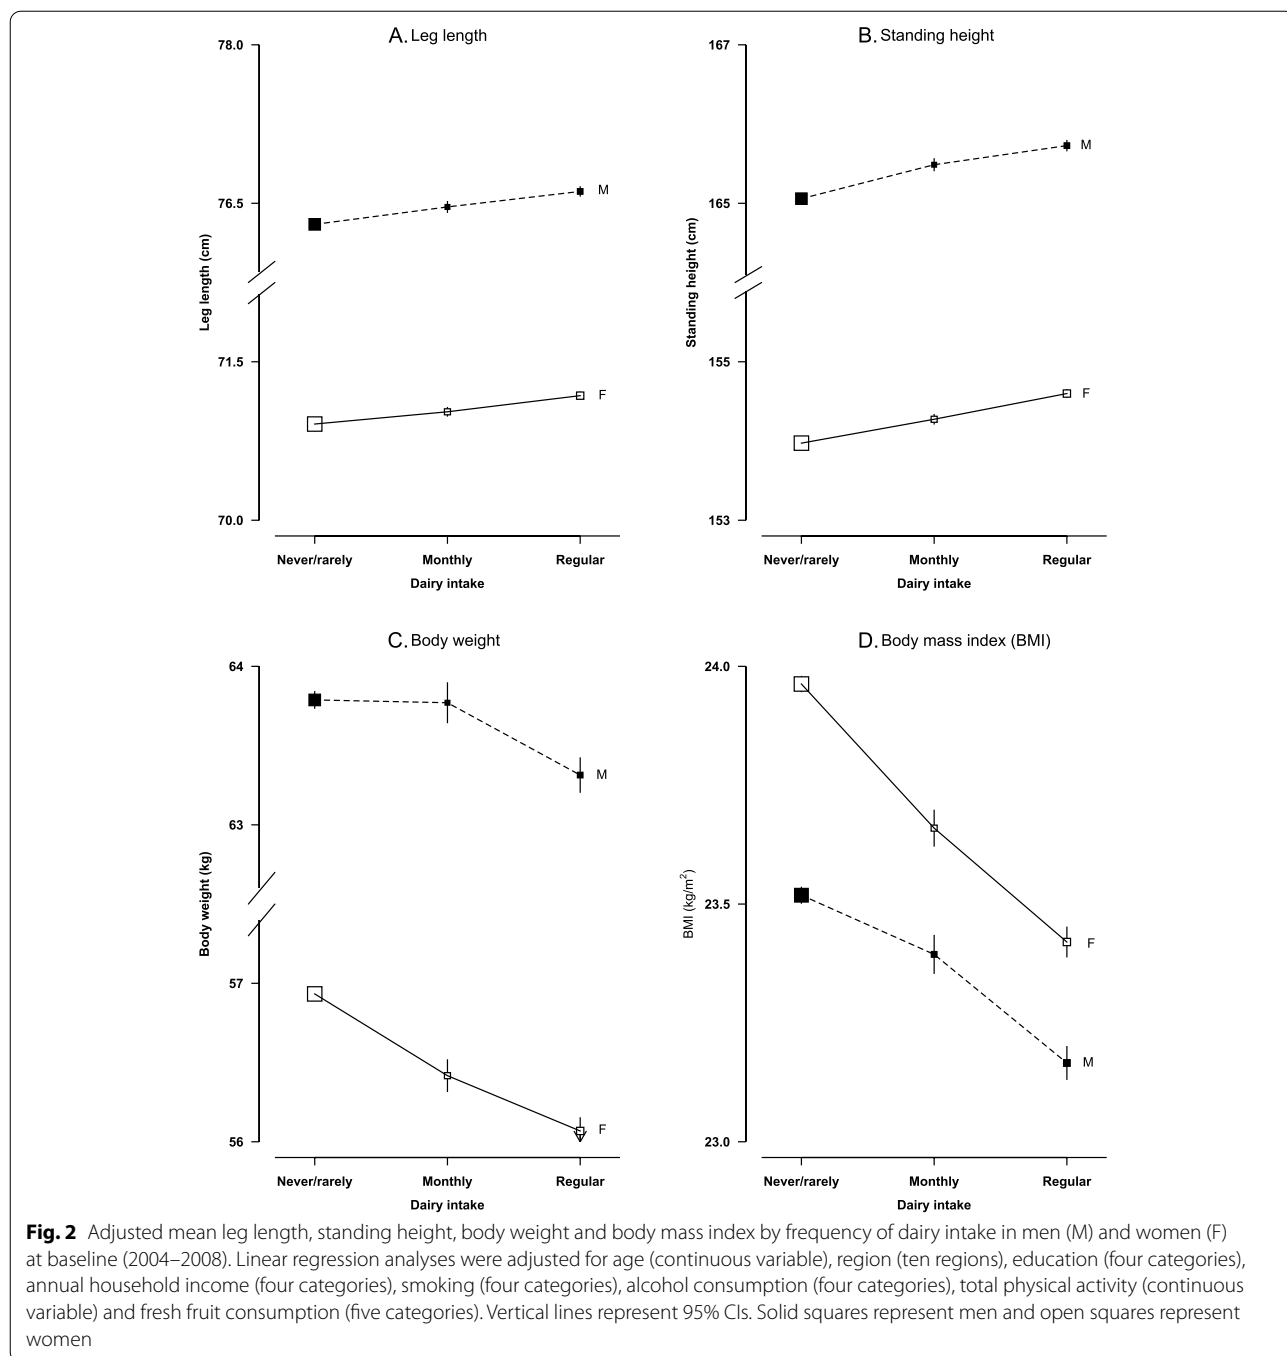 A. Leg length
78.0
76.5
71.5
70.0
Leg length (cm)
M
F
Never/rarely Monthly Regular
Dairy intake
B. Standing height
167
165
155
153
Standing height (cm)
M
F
Never/rarely Monthly Regular
Dairy intake
C. Body weight
64
63
57
56
Body weight (kg)
M
F
Never/rarely Monthly Regular
Dairy intake
D. Body mass index (BMI)
24.0
23.5
23.0
BMI (kg/m²)
F
M
Never/rarely Monthly Regular
Dairy intake
Fig. 2 Adjusted mean leg length, standing height, body weight and body mass index by frequency of dairy intake in men (M) and women (F)
at baseline (2004–2008). Linear regression analyses were adjusted for age (continuous variable), region (ten regions), education (four categories),
annual household income (four categories), smoking (four categories), alcohol consumption (four categories), total physical activity (continuous
variable) and fresh fruit consumption (five categories). Vertical lines represent 95% CIs. Solid squares represent men and open squares represent
women